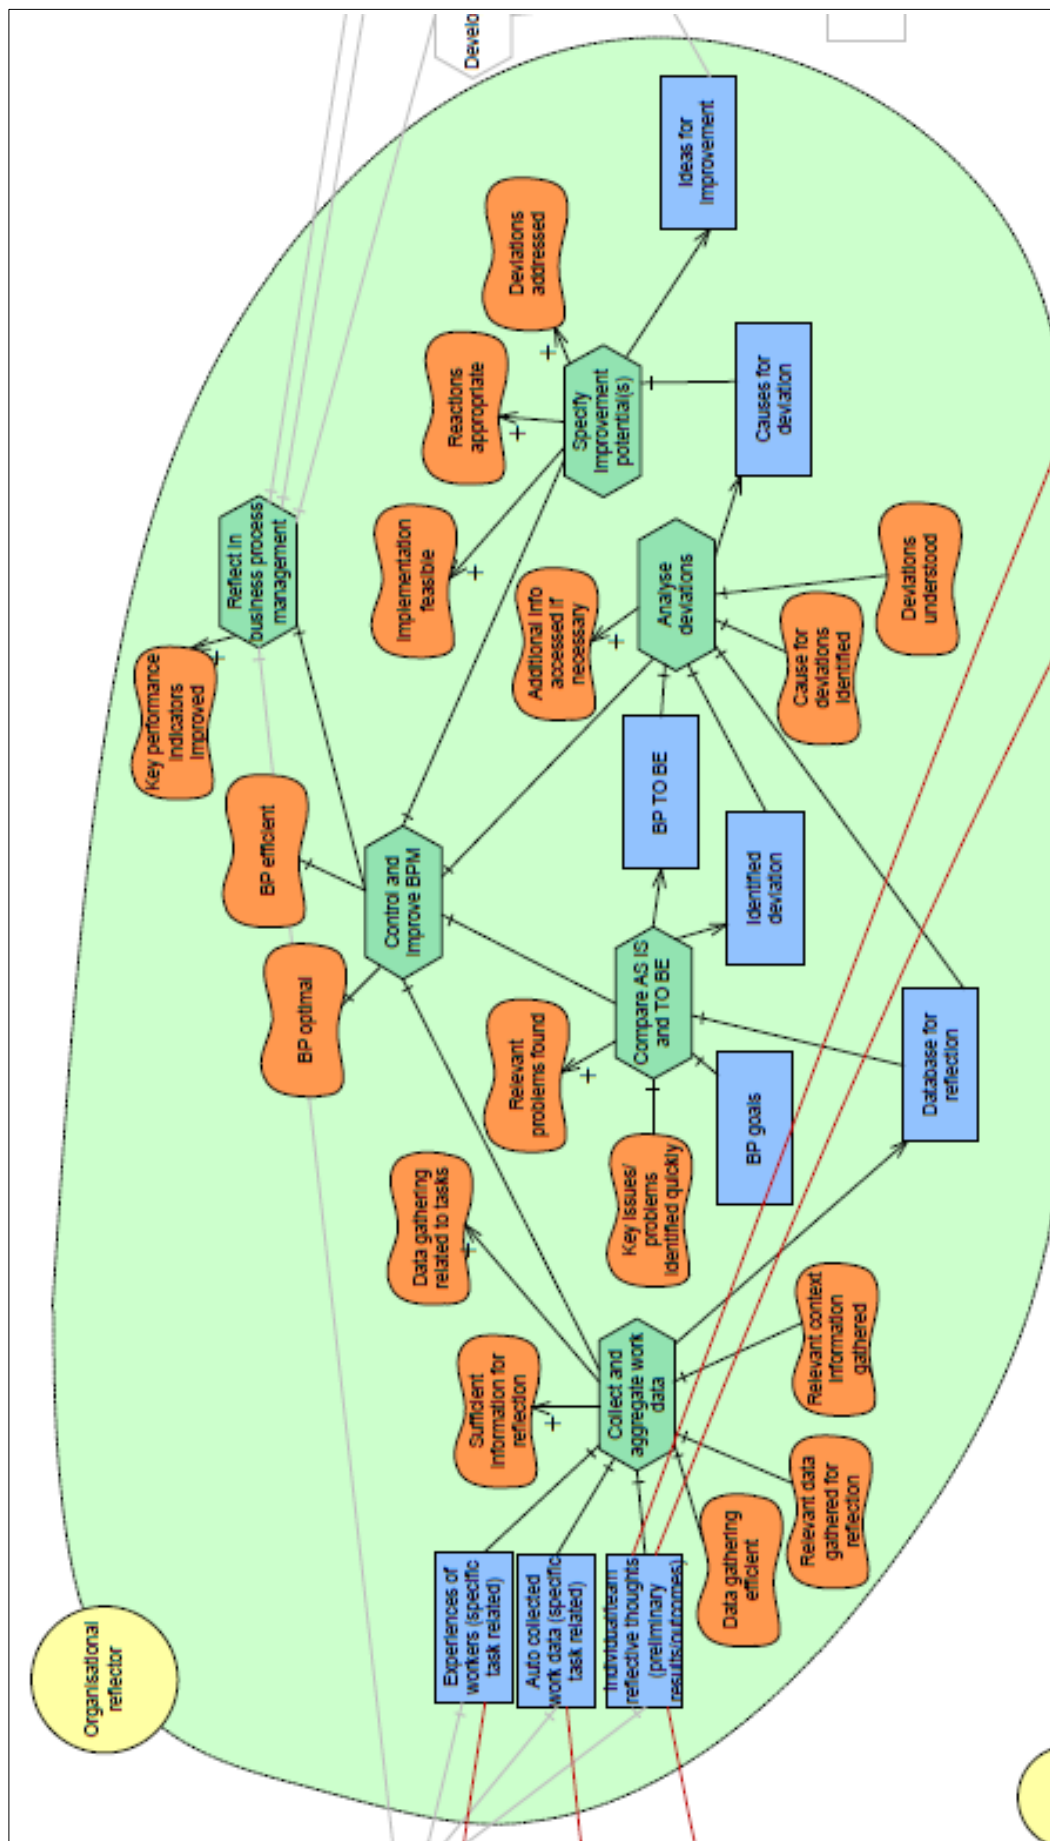 Organisational
reflector
Key performance
indicators
improved
Reflect in
business process
management
BP efficient
BP optimal
Control and
improve BPM
Implementation
feasible
Reactions
appropriate
Deviations
addressed
Develo
Data gathering
related to tasks
Sufficient
information for
reflection
Relevant
problems found
Additional info
accessed if
necessary
Specify
improvement
potential(s)
Experiences of
workers (specific
task related)
Auto collected
work data (specific
task related)
Individual/team
reflective thoughts
(preliminary
results/outcomes)
Collect and
aggregate work
data
Key issues/
problems
identified quickly
Compare AS IS
and TO BE
BP TO BE
Analyse
deviations
Ideas for
improvement
Data gathering
efficient
BP goals
Identified
deviation
Causes for
deviation
Relevant data
gathered for
reflection
Relevant context
information
gathered
Cause for
deviations
identified
Database for
reflection
Deviations
understood